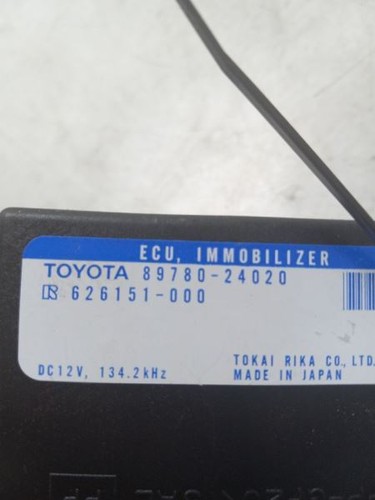 ECU, IMMOBILIZER
TOYOTA 89780-24020
626151-000
DC12V, 134.2kHz
TOKAI RIKA CO., LTD.
MADE IN JAPAN